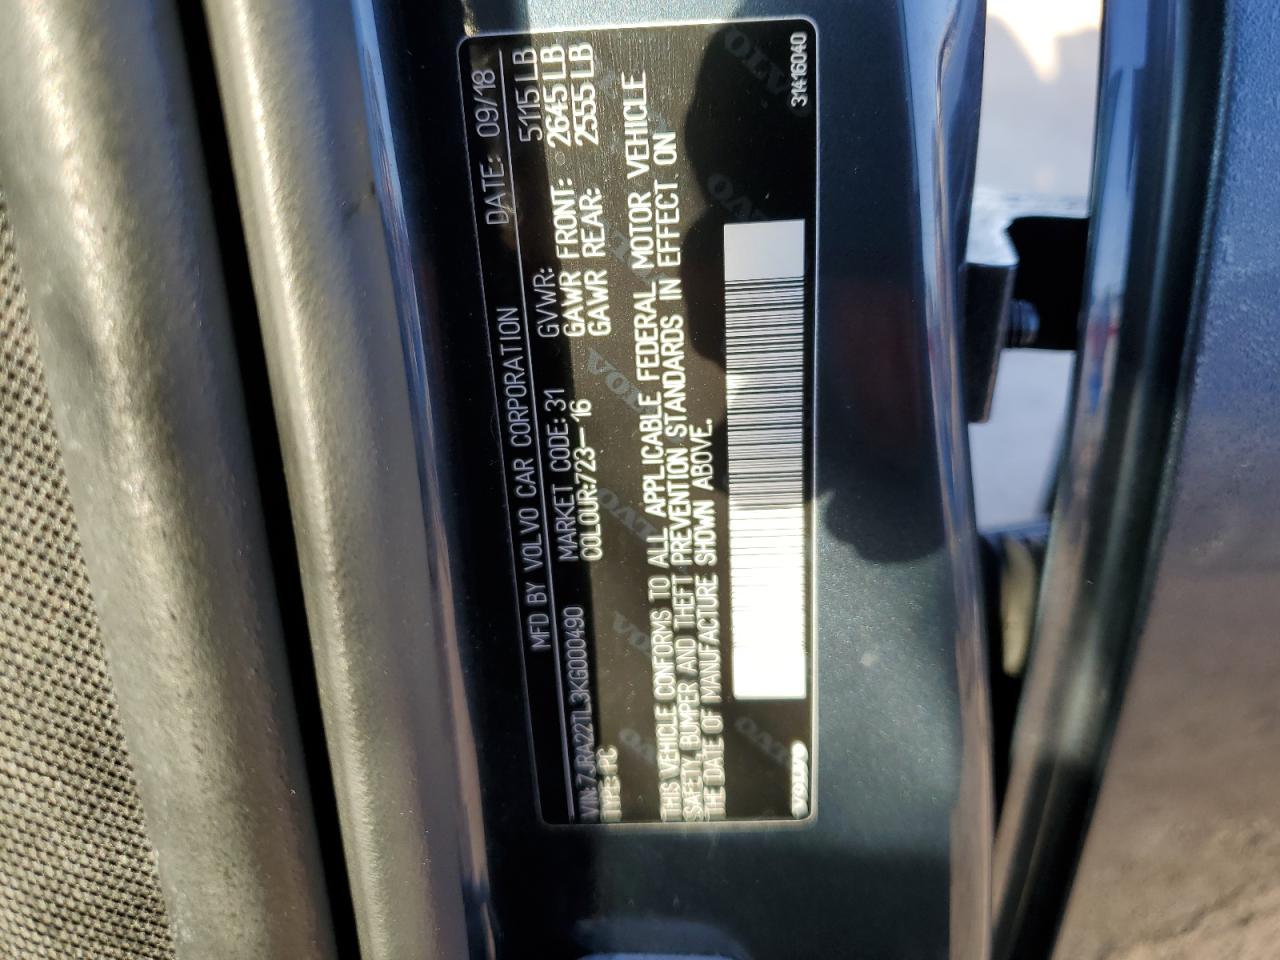 MFD BY VOLVO CAR CORPORATION DATE: 09/18
VIN: 7JRA22TL3KG000490 MARKET CODE: 31 GVWR: 5115 LB
TYPE: PC COLOUR:723-16 GAWR FRONT: 2645 LB
GAWR REAR: 2555 LB
THIS VEHICLE CONFORMS TO ALL APPLICABLE FEDERAL MOTOR VEHICLE
SAFETY, BUMPER AND THEFT PREVENTION STANDARDS IN EFFECT ON
THE DATE OF MANUFACTURE SHOWN ABOVE.
VOLVO
31416040